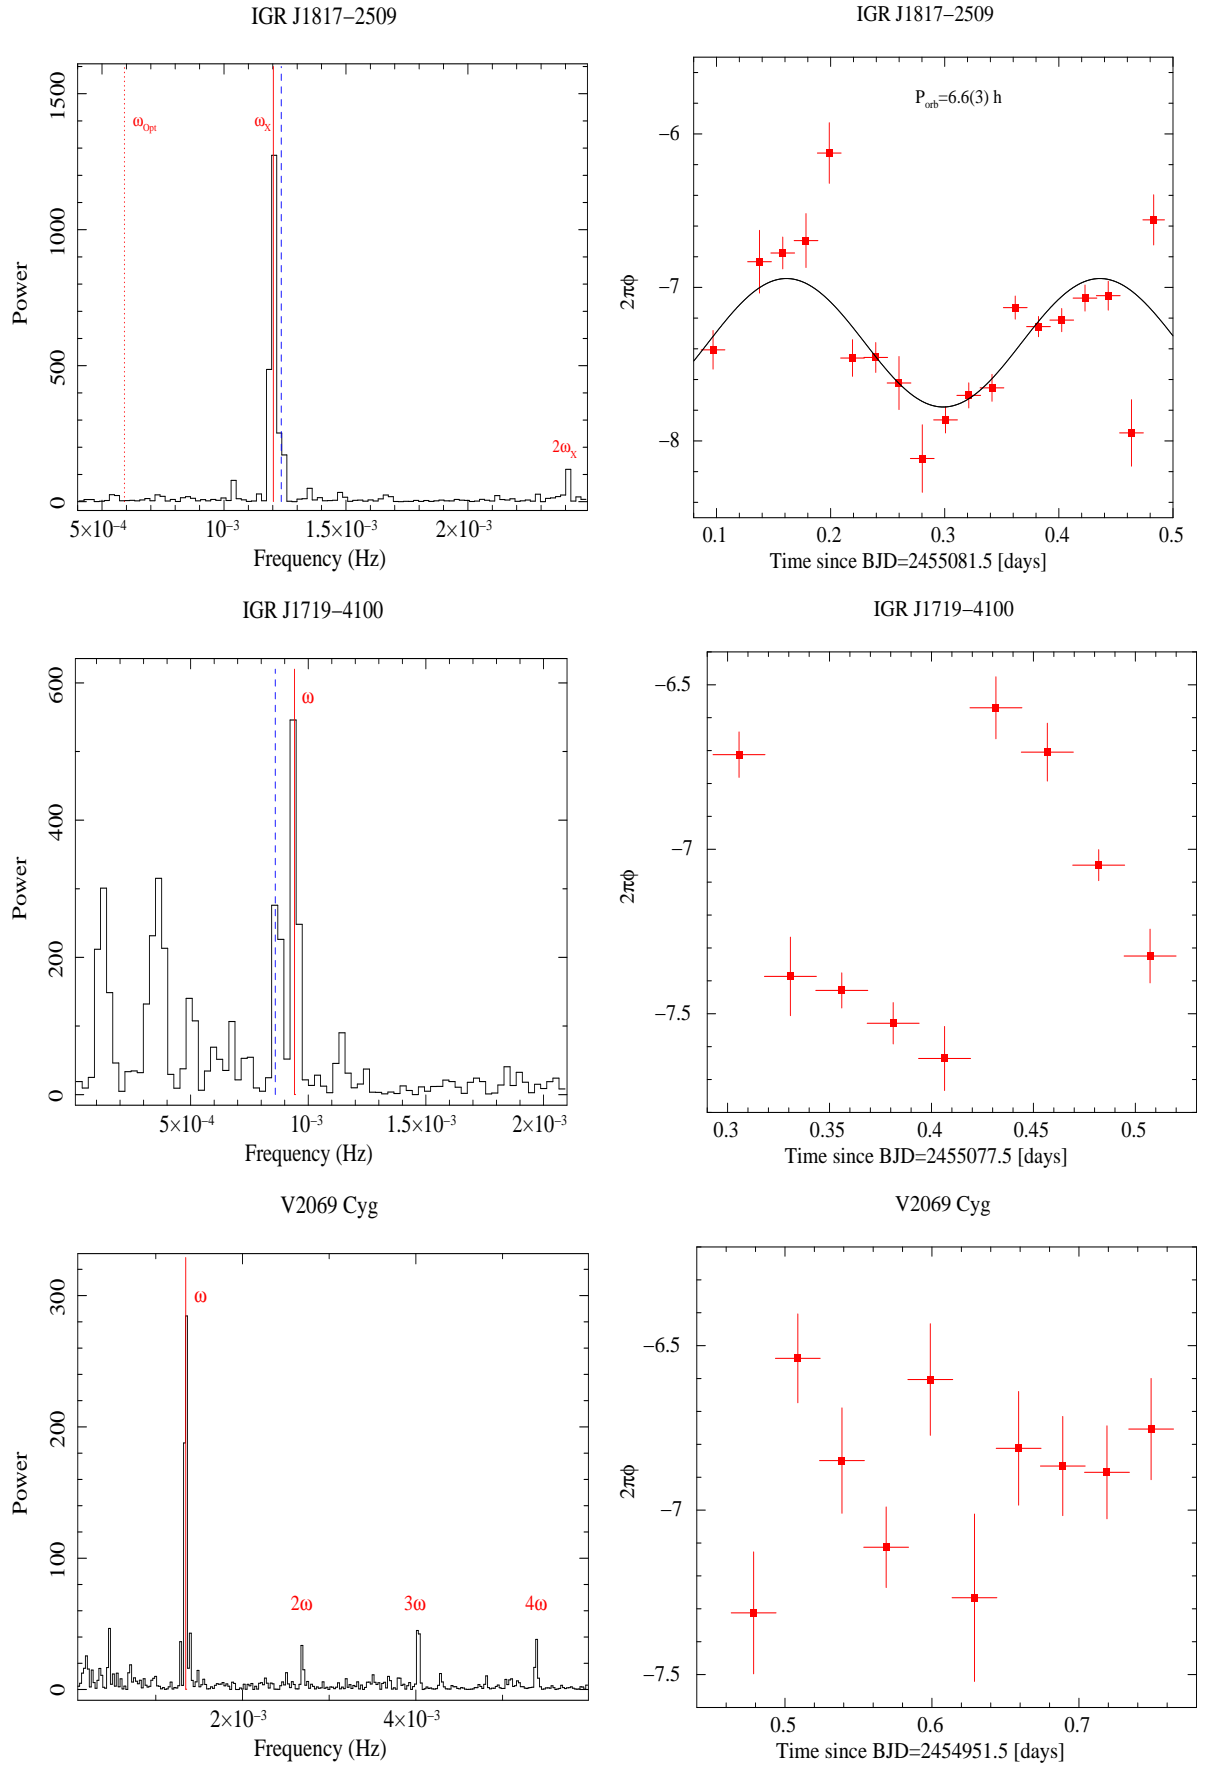 IGR J1817−2509
ω_Opt
ω_X
2ω_X
1500
1000
500
0
Power
5×10⁻⁴
10⁻³
1.5×10⁻³
2×10⁻³
Frequency (Hz)
IGR J1817−2509
P_orb=6.6(3) h
−6
−7
−8
2πϕ
0.1
0.2
0.3
0.4
0.5
Time since BJD=2455081.5 [days]
IGR J1719−4100
ω
600
400
200
0
Power
5×10⁻⁴
10⁻³
1.5×10⁻³
2×10⁻³
Frequency (Hz)
IGR J1719−4100
−6.5
−7
−7.5
2πϕ
0.3
0.35
0.4
0.45
0.5
Time since BJD=2455077.5 [days]
V2069 Cyg
ω
2ω
3ω
4ω
300
200
100
0
Power
2×10⁻³
4×10⁻³
Frequency (Hz)
V2069 Cyg
−6.5
−7
−7.5
2πϕ
0.5
0.6
0.7
Time since BJD=2454951.5 [days]